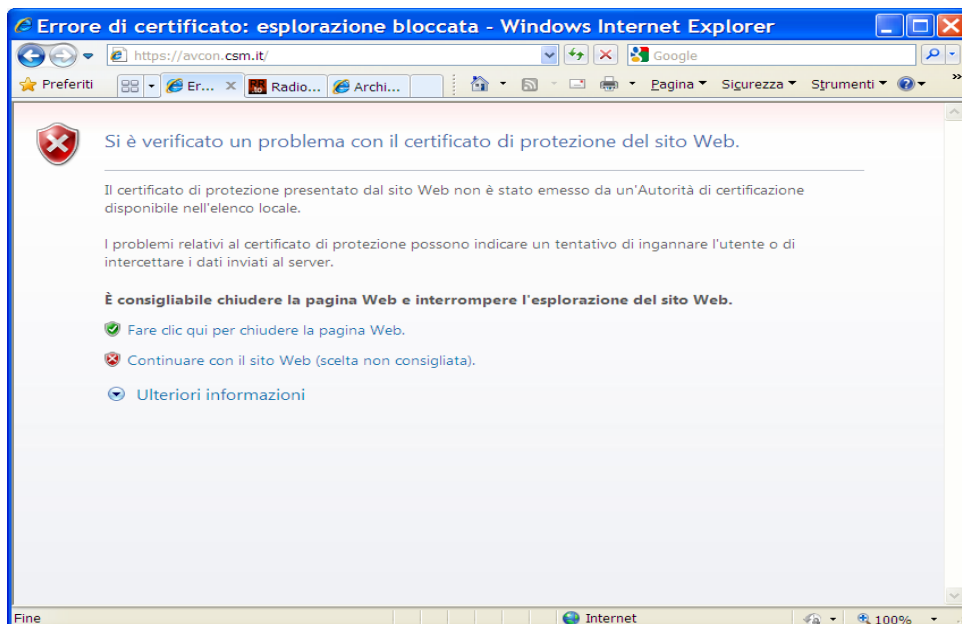 Errore di certificato: esplorazione bloccata - Windows Internet Explorer
https://avcon.csm.it/
Google
Preferiti
Er...
Radio...
Archi...
Pagina
Sicurezza
Strumenti
»
Si è verificato un problema con il certificato di protezione del sito Web.
Il certificato di protezione presentato dal sito Web non è stato emesso da un'Autorità di certificazione
disponibile nell'elenco locale.
I problemi relativi al certificato di protezione possono indicare un tentativo di ingannare l'utente o di
intercettare i dati inviati al server.
È consigliabile chiudere la pagina Web e interrompere l'esplorazione del sito Web.
Fare clic qui per chiudere la pagina Web.
Continuare con il sito Web (scelta non consigliata).
Ulteriori informazioni
Fine
Internet
100%